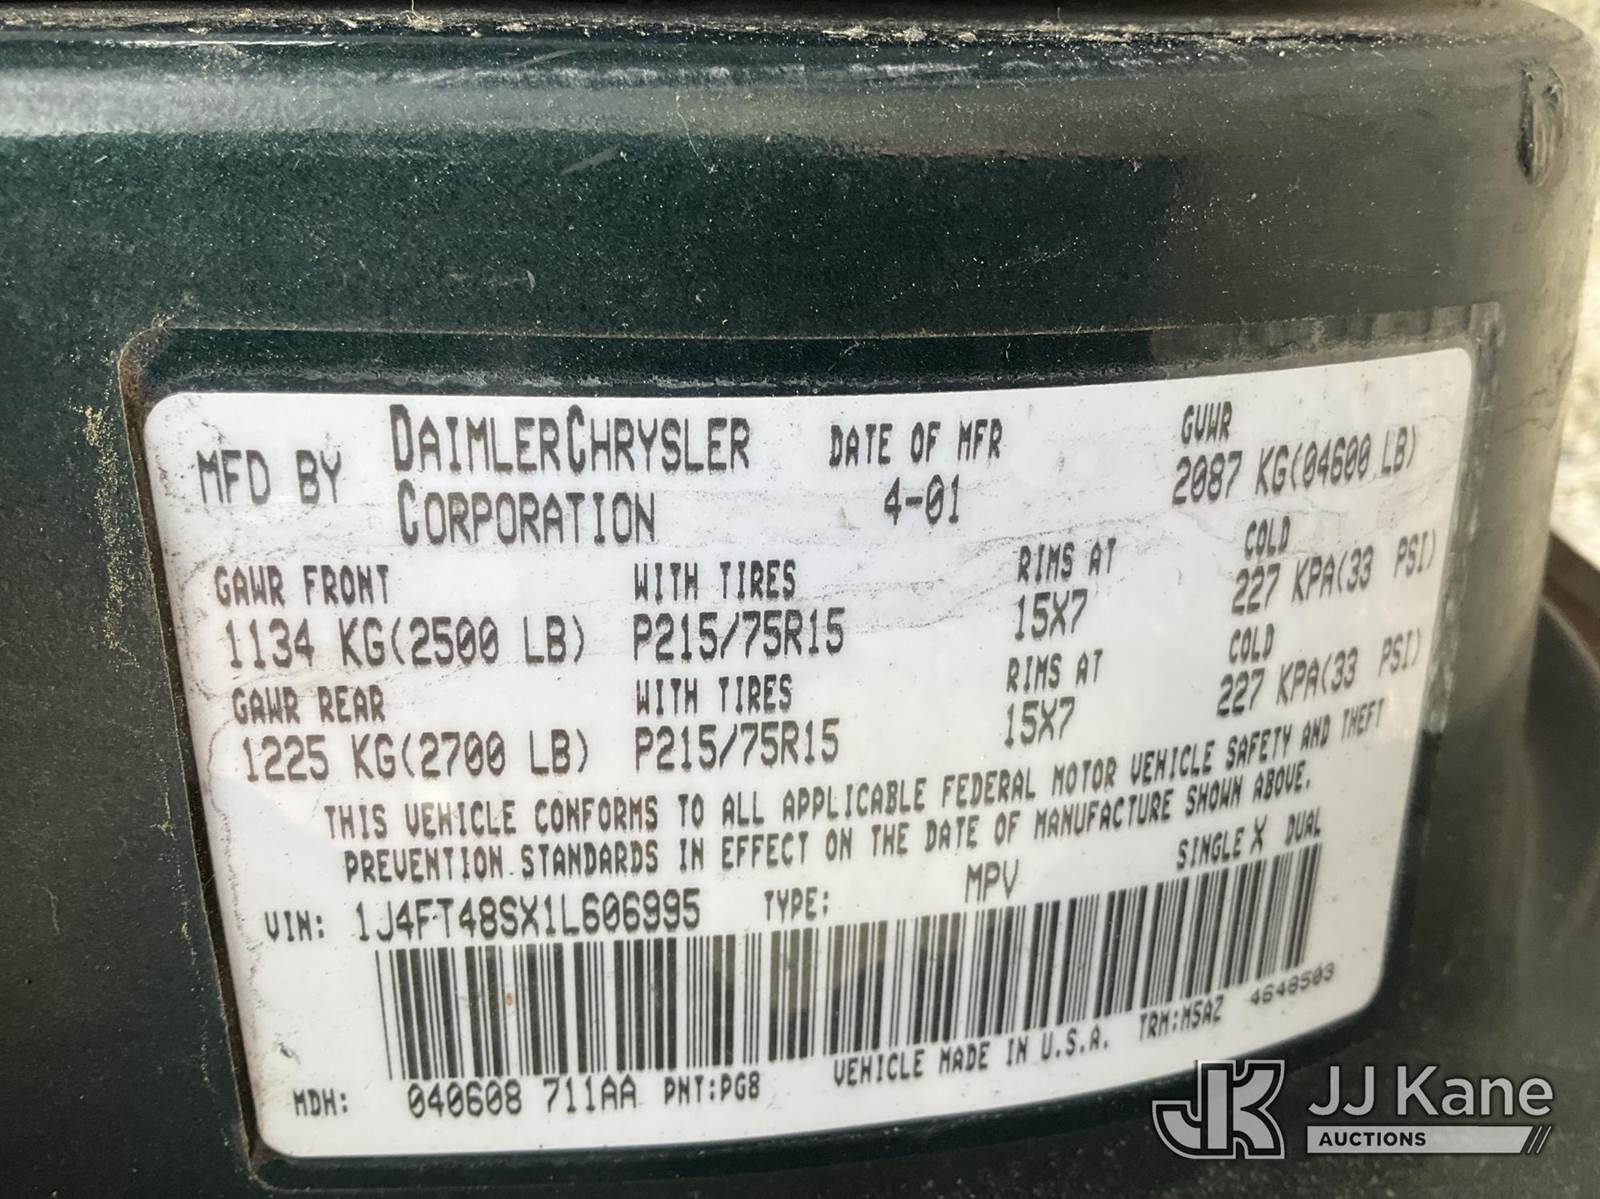 MFD BY DAIMLERCHRYSLER CORPORATION DATE OF MFR 4-01 GVWR 2087 KG(04600 LB)
GAWR FRONT WITH TIRES RIMS AT COLD
1134 KG(2500 LB) P215/75R15 15X7 227 KPA(33 PSI)
GAWR REAR WITH TIRES RIMS AT COLD
1225 KG(2700 LB) P215/75R15 15X7 227 KPA(33 PSI)
THIS VEHICLE CONFORMS TO ALL APPLICABLE FEDERAL MOTOR VEHICLE SAFETY AND THEFT
PREVENTION STANDARDS IN EFFECT ON THE DATE OF MANUFACTURE SHOWN ABOVE.
VIN: 1J4FT48SX1L606995 TYPE: MPV SINGLE X DUAL
MDH: 040608 711AA PNT:PG8 VEHICLE MADE IN U.S.A. TRM:M5AZ 4648503
JK JJ Kane
AUCTIONS